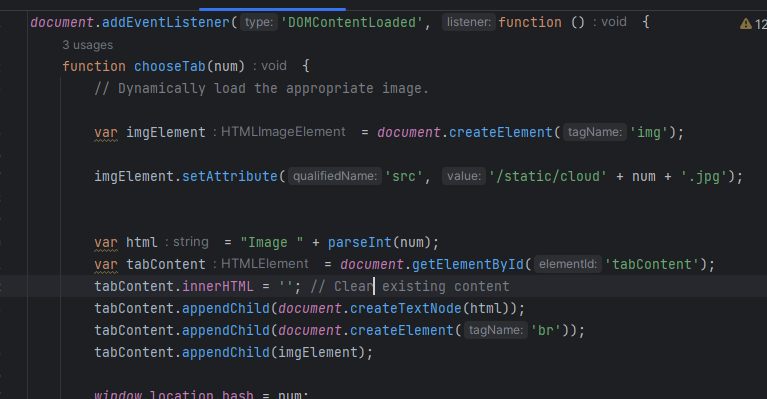 document.addEventListener( type: 'DOMContentLoaded', listener: function () : void { 12
3 usages
function chooseTab(num) : void {
// Dynamically load the appropriate image.
var imgElement : HTMLImageElement = document.createElement( tagName: 'img');
imgElement.setAttribute( qualifiedName: 'src', value: '/static/cloud' + num + '.jpg');
var html : string = "Image " + parseInt(num);
var tabContent : HTMLElement = document.getElementById( elementId: 'tabContent');
tabContent.innerHTML = ''; // Clear existing content
tabContent.appendChild(document.createTextNode(html));
tabContent.appendChild(document.createElement( tagName: 'br'));
tabContent.appendChild(imgElement);
window.location.hash = num;